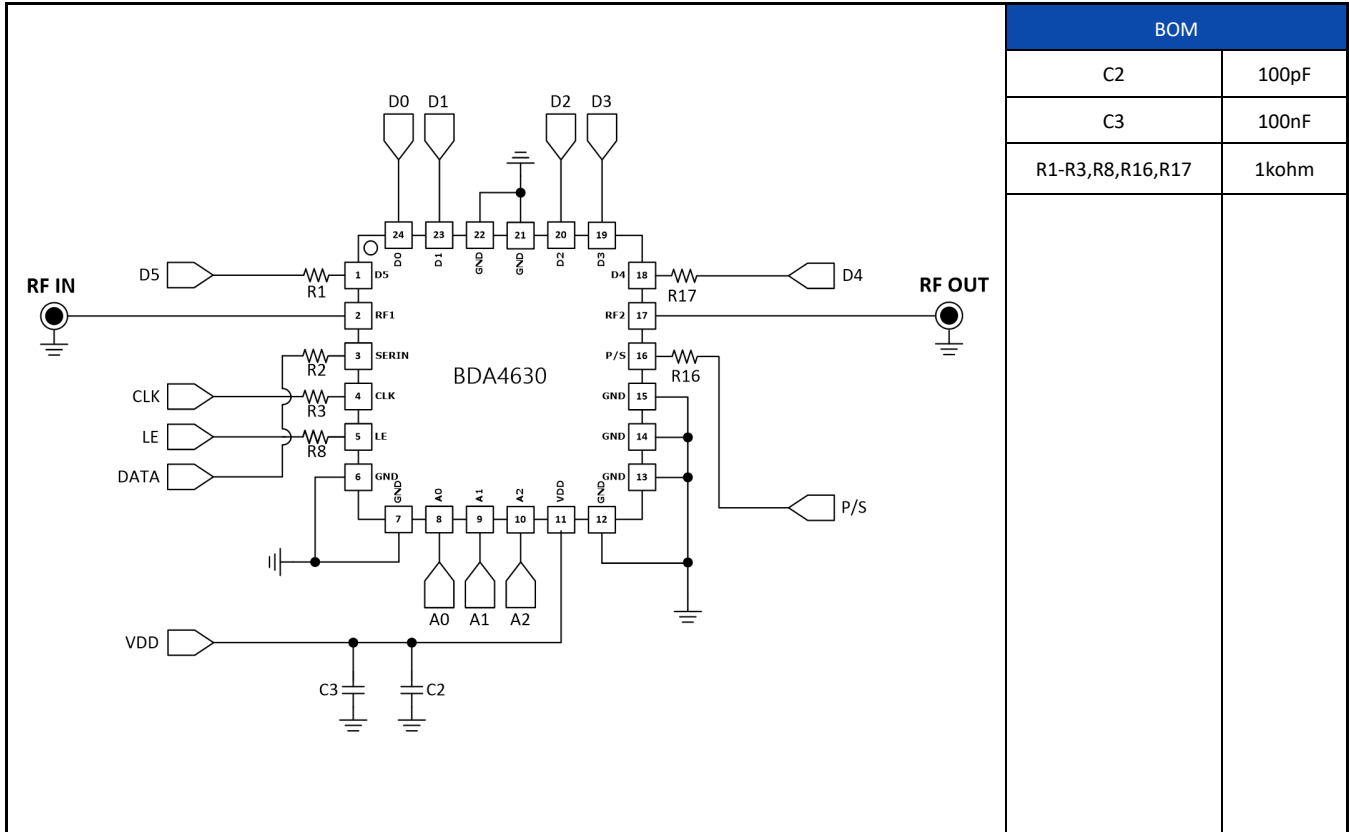 BOM
C2 100pF
C3 100nF
R1-R3,R8,R16,R17 1kohm
D0 D1 D2 D3
24 23 22 21 20 19
D0 D1 GND GND D2 D3
D5 R1 1 D5 D4 18 R17 D4
RF IN RF OUT
2 RF1 RF2 17
R2 3 SERIN P/S 16 R16
BDA4630
CLK R3 4 CLK GND 15
LE R8 5 LE GND 14
DATA 6 GND GND 13
GND A0 A1 A2 VDD GND
7 8 9 10 11 12
P/S
A0 A1 A2
VDD
C3 C2